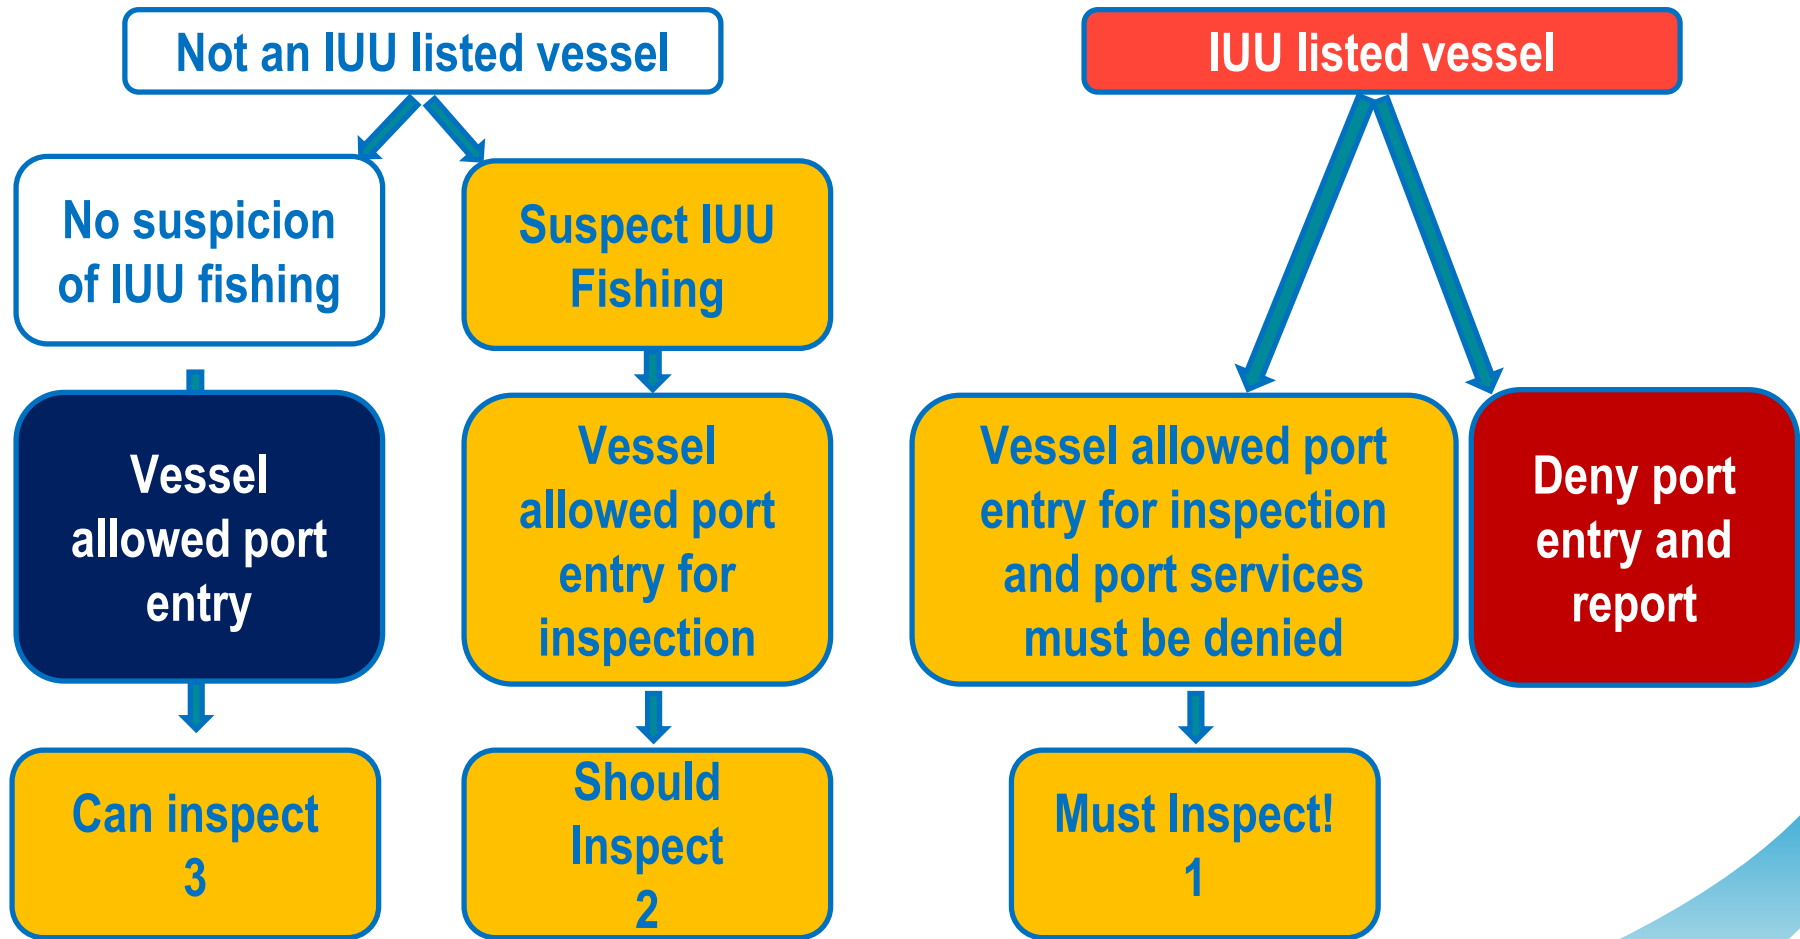 Not an IUU listed vessel
IUU listed vessel
No suspicion
of IUU fishing
Suspect IUU
Fishing
Vessel
allowed port
entry
Vessel
allowed port
entry for
inspection
Vessel allowed port
entry for inspection
and port services
must be denied
Deny port
entry and
report
Can inspect
3
Should
Inspect
2
Must Inspect!
1